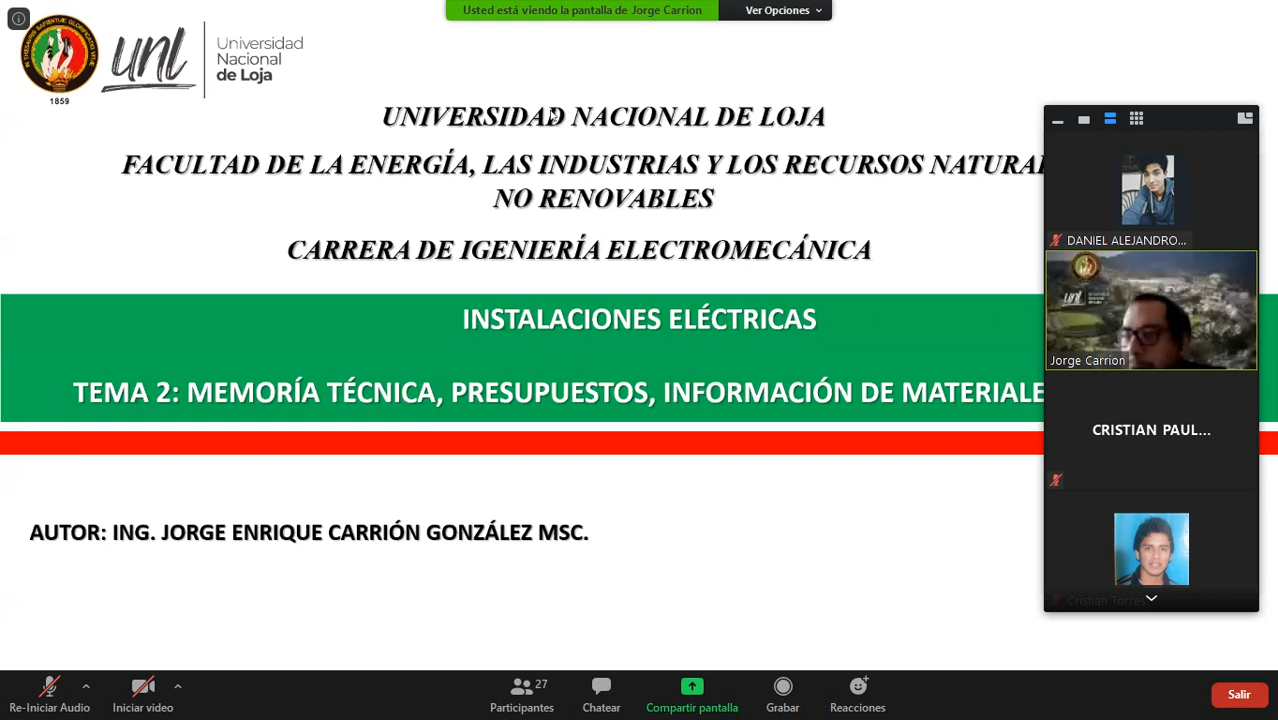 Usted está viendo la pantalla de Jorge Carrion
Ver Opciones
1859
unl
Universidad
Nacional
de Loja
UNIVERSIDAD NACIONAL DE LOJA
FACULTAD DE LA ENERGÍA, LAS INDUSTRIAS Y LOS RECURSOS NATURAL
NO RENOVABLES
CARRERA DE IGENIERÍA ELECTROMECÁNICA
INSTALACIONES ELÉCTRICAS
TEMA 2: MEMORÍA TÉCNICA, PRESUPUESTOS, INFORMACIÓN DE MATERIALE
AUTOR: ING. JORGE ENRIQUE CARRIÓN GONZÁLEZ MSC.
DANIEL ALEJANDRO...
unl
Jorge Carrion
CRISTIAN PAUL...
Cristian Torres
Re-Iniciar Audio
Iniciar video
27
Participantes
Chatear
Compartir pantalla
Grabar
Reacciones
Salir